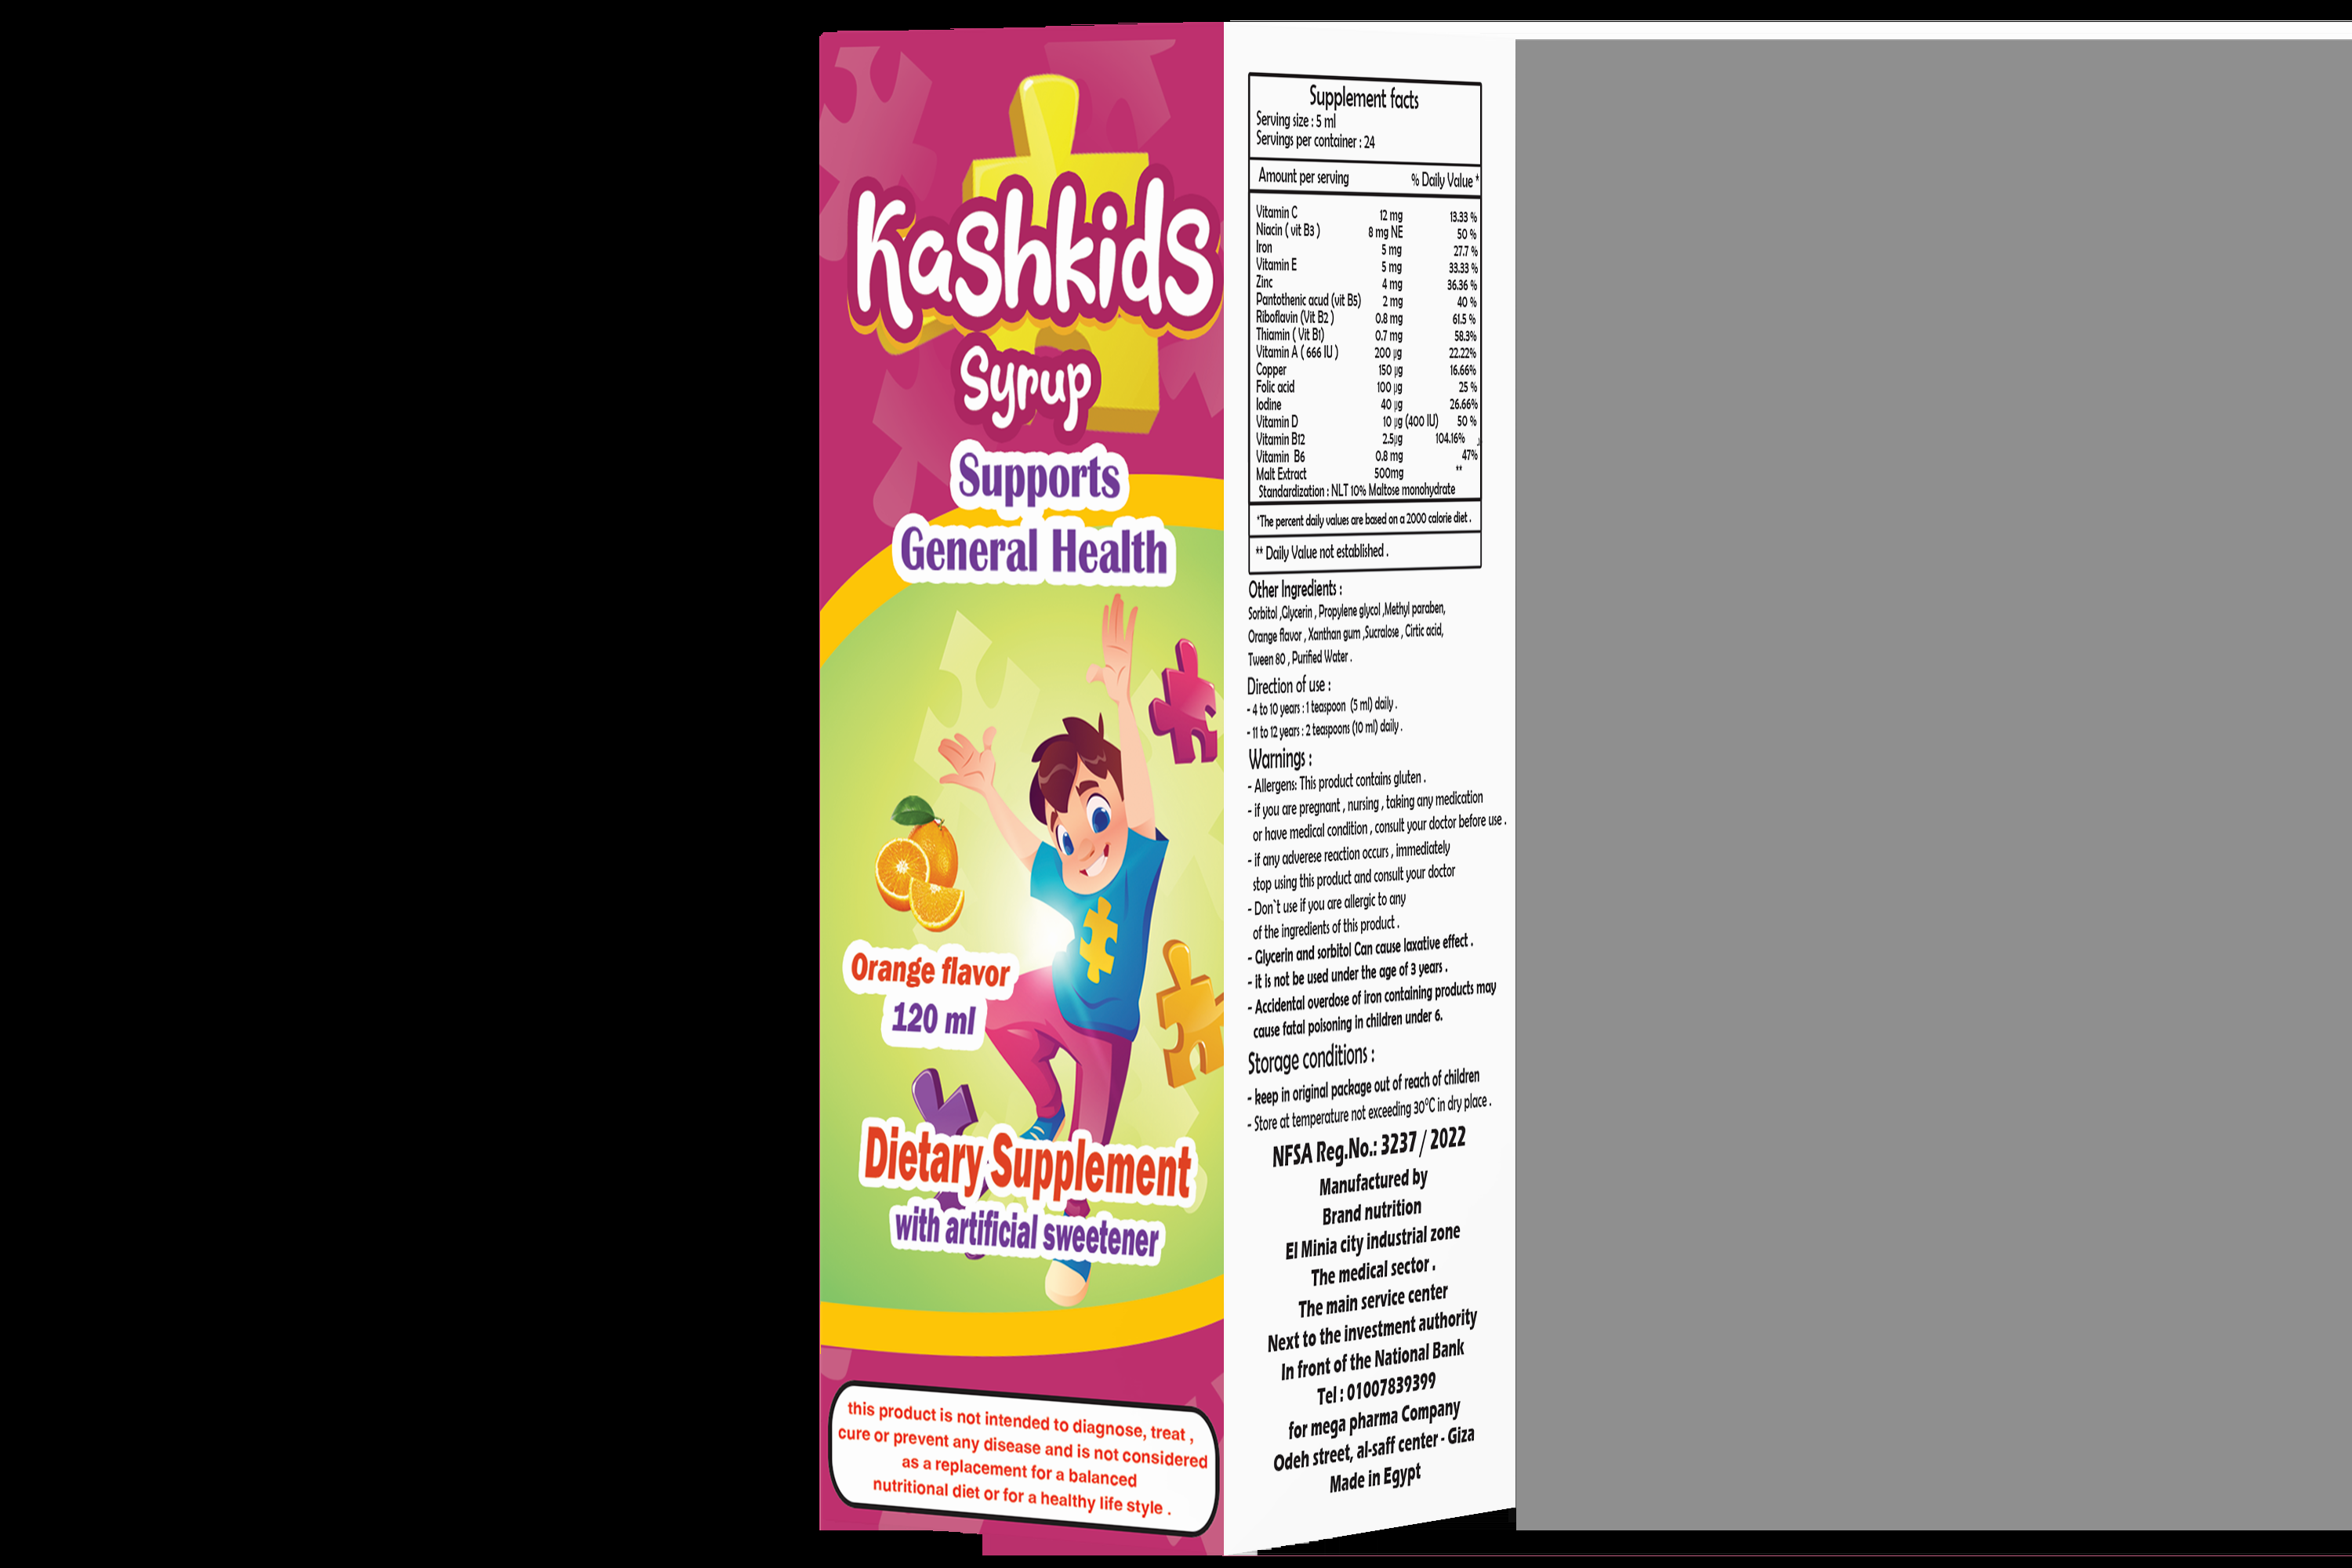 Kashkids
Syrup
Supports
General Health
Orange flavor
120 ml
Dietary Supplement
with artificial sweetener
this product is not intended to diagnose, treat ,
cure or prevent any disease and is not considered
as a replacement for a balanced
nutritional diet or for a healthy life style .
Supplement facts
Serving size : 5 ml
Servings per container : 24
Amount per serving % Daily Value *
Vitamin C 12 mg 13.33 %
Niacin ( vit B3 ) 8 mg NE 50 %
Iron 5 mg 27.7 %
Vitamin E 5 mg 33.33 %
Zinc 4 mg 36.36 %
Pantothenic acud (vit B5) 2 mg 40 %
Riboflavin (Vit B2 ) 0.8 mg 61.5 %
Thiamin ( Vit B1) 0.7 mg 58.3%
Vitamin A ( 666 IU ) 200 µg 22.22%
Copper 150 µg 16.66%
Folic acid 100 µg 25 %
Iodine 40 µg 26.66%
Vitamin D 10 µg (400 IU) 50 %
Vitamin B12 2.5µg 104.16%
Vitamin B6 0.8 mg 47%
Malt Extract 500mg **
Standardization : NLT 10% Maltose monohydrate
*The percent daily values are based on a 2000 calorie diet .
** Daily Value not established .
Other Ingredients :
Sorbitol ,Glycerin , Propylene glycol ,Methyl paraben,
Orange flavor , Xanthan gum ,Sucralose , Cirtic acid,
Tween 80 , Purified Water .
Direction of use :
- 4 to 10 years : 1 teaspoon (5 ml) daily .
- 11 to 12 years : 2 teaspoons (10 ml) daily .
Warnings :
- Allergens: This product contains gluten .
- if you are pregnant , nursing , taking any medication
or have medical condition , consult your doctor before use .
- if any adverese reaction occurs , immediately
stop using this product and consult your doctor
- Don`t use if you are allergic to any
of the ingredients of this product .
- Glycerin and sorbitol Can cause laxative effect .
- it is not be used under the age of 3 years .
- Accidental overdose of iron containing products may
cause fatal poisoning in children under 6.
Storage conditions :
- keep in original package out of reach of children
- Store at temperature not exceeding 30°C in dry place .
NFSA Reg.No.: 3237 / 2022
Manufactured by
Brand nutrition
El Minia city industrial zone
The medical sector .
The main service center
Next to the investment authority
In front of the National Bank
Tel : 01007839399
for mega pharma Company
Odeh street, al-saff center - Giza
Made in Egypt